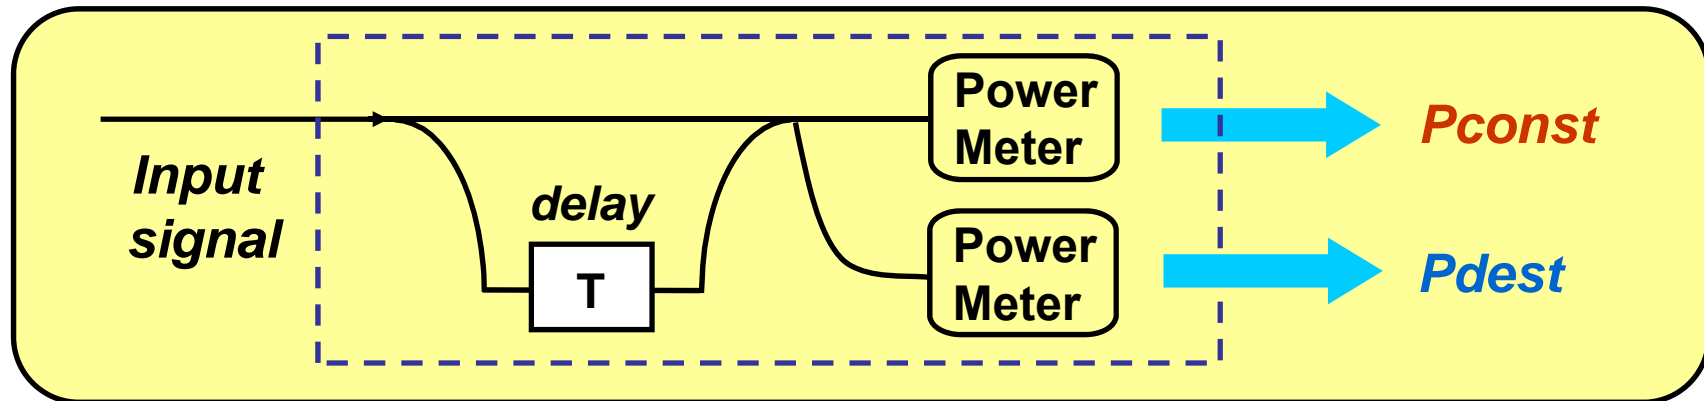 Input
signal
delay
T
Power
Meter
Pconst
Power
Meter
Pdest